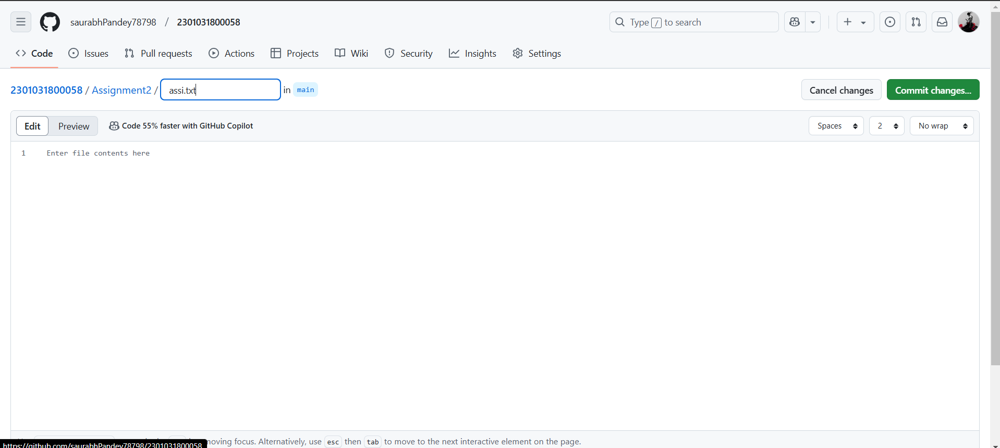 saurabhPandey78798 / 2301031800058
Type / to search
Code Issues Pull requests Actions Projects Wiki Security Insights Settings
2301031800058 / Assignment2 / assi.txt in main
Cancel changes Commit changes...
Edit Preview Code 55% faster with GitHub Copilot
Spaces 2 No wrap
1 Enter file contents here
moving focus. Alternatively, use esc then tab to move to the next interactive element on the page.
https://github.com/saurabhPandey78798/2301031800058